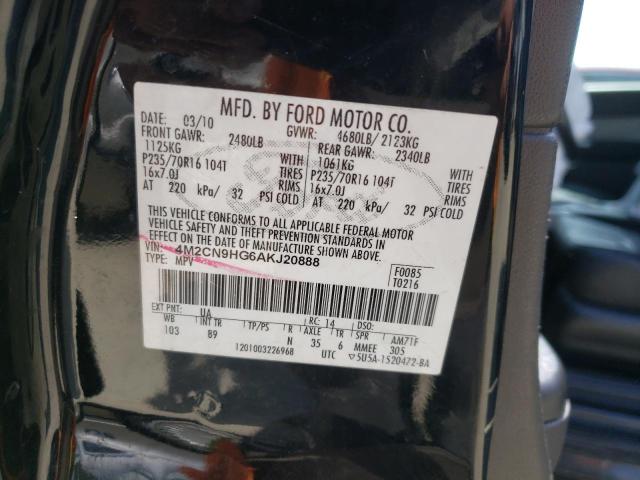 MFD. BY FORD MOTOR CO.
DATE: 03/10 GVWR: 4680LB/ 2123KG
FRONT GAWR: 2480LB REAR GAWR: 2340LB
1125KG WITH 1061KG WITH
P235/70R16 104T TIRES P235/70R16 104T TIRES
16x7.0J RIMS 16x7.0J RIMS
AT 220 kPa/ 32 PSI COLD AT 220 kPa/ 32 PSI COLD
THIS VEHICLE CONFORMS TO ALL APPLICABLE FEDERAL MOTOR
VEHICLE SAFETY AND THEFT PREVENTION STANDARDS IN
EFFECT ON THE DATE OF MANUFACTURE SHOWN ABOVE.
VIN: 4M2CN9HG6AKJ20888
TYPE: MPV
F0085
T0216
EXT PNT: UA RC: 14 DSO:
WB INT TR TP/PS R AXLE TR SPR AM71F
103 89 N 35 6 MMEE 305
1201003226968 UTC 5U5A-1520472-BA